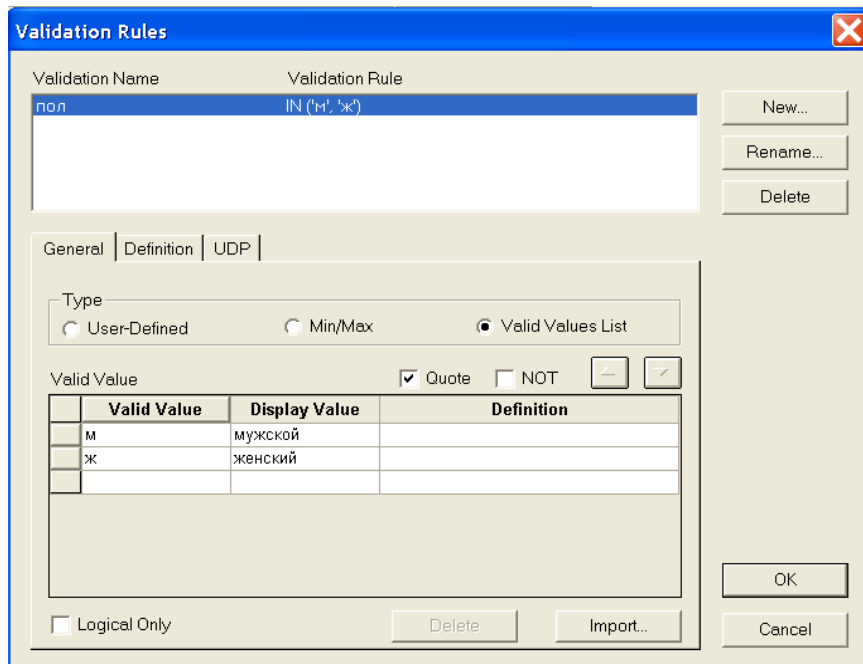 Validation Rules
Validation Name Validation Rule
пол IN ('м', 'ж')
New...
Rename...
Delete
General Definition UDP
Type
User-Defined Min/Max Valid Values List
Valid Value Quote NOT
Valid Value Display Value Definition
м мужской
ж женский
Logical Only Delete Import...
OK
Cancel